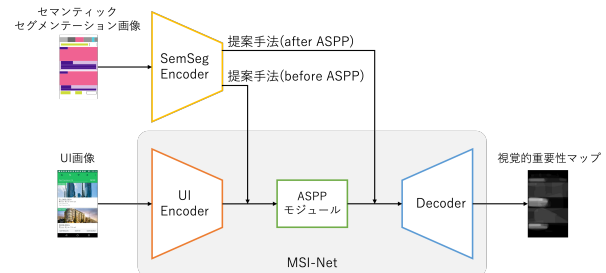 セマンティック
セグメンテーション画像
SemSeg
Encoder
提案手法(after ASPP)
提案手法(before ASPP)
UI画像
UI
Encoder
ASPP
モジュール
Decoder
視覚的重要性マップ
MSI-Net